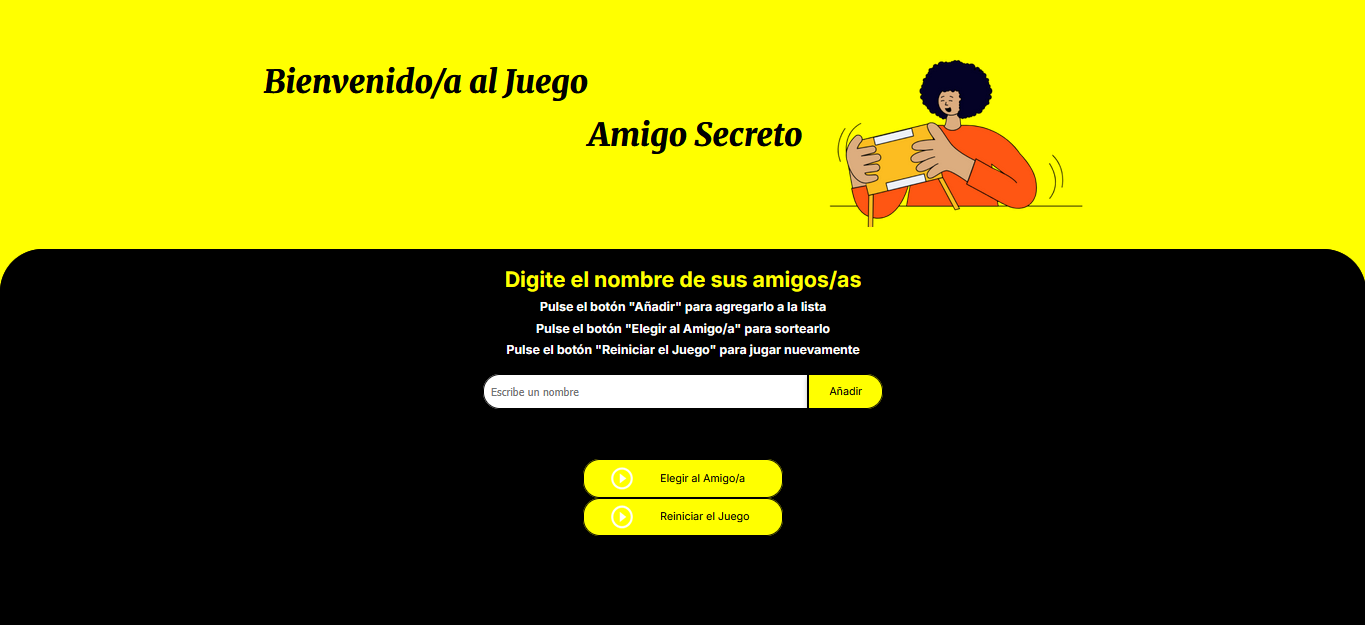 Bienvenido/a al Juego
Amigo Secreto
Digite el nombre de sus amigos/as
Pulse el botón "Añadir" para agregarlo a la lista
Pulse el botón "Elegir al Amigo/a" para sortearlo
Pulse el botón "Reiniciar el Juego" para jugar nuevamente
Escribe un nombre
Añadir
Elegir al Amigo/a
Reiniciar el Juego